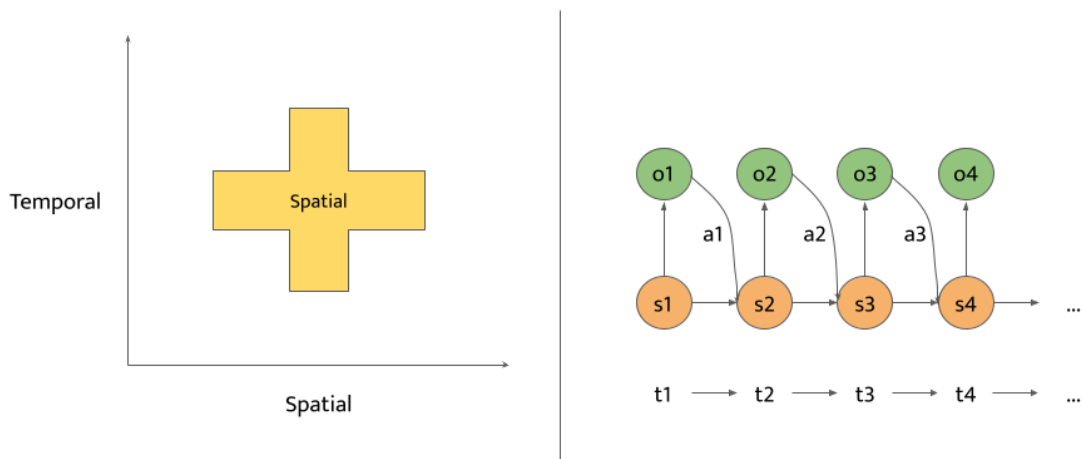 Temporal
Spatial
Spatial
o1 o2 o3 o4
a1 a2 a3
s1 s2 s3 s4 ...
t1 t2 t3 t4 ...